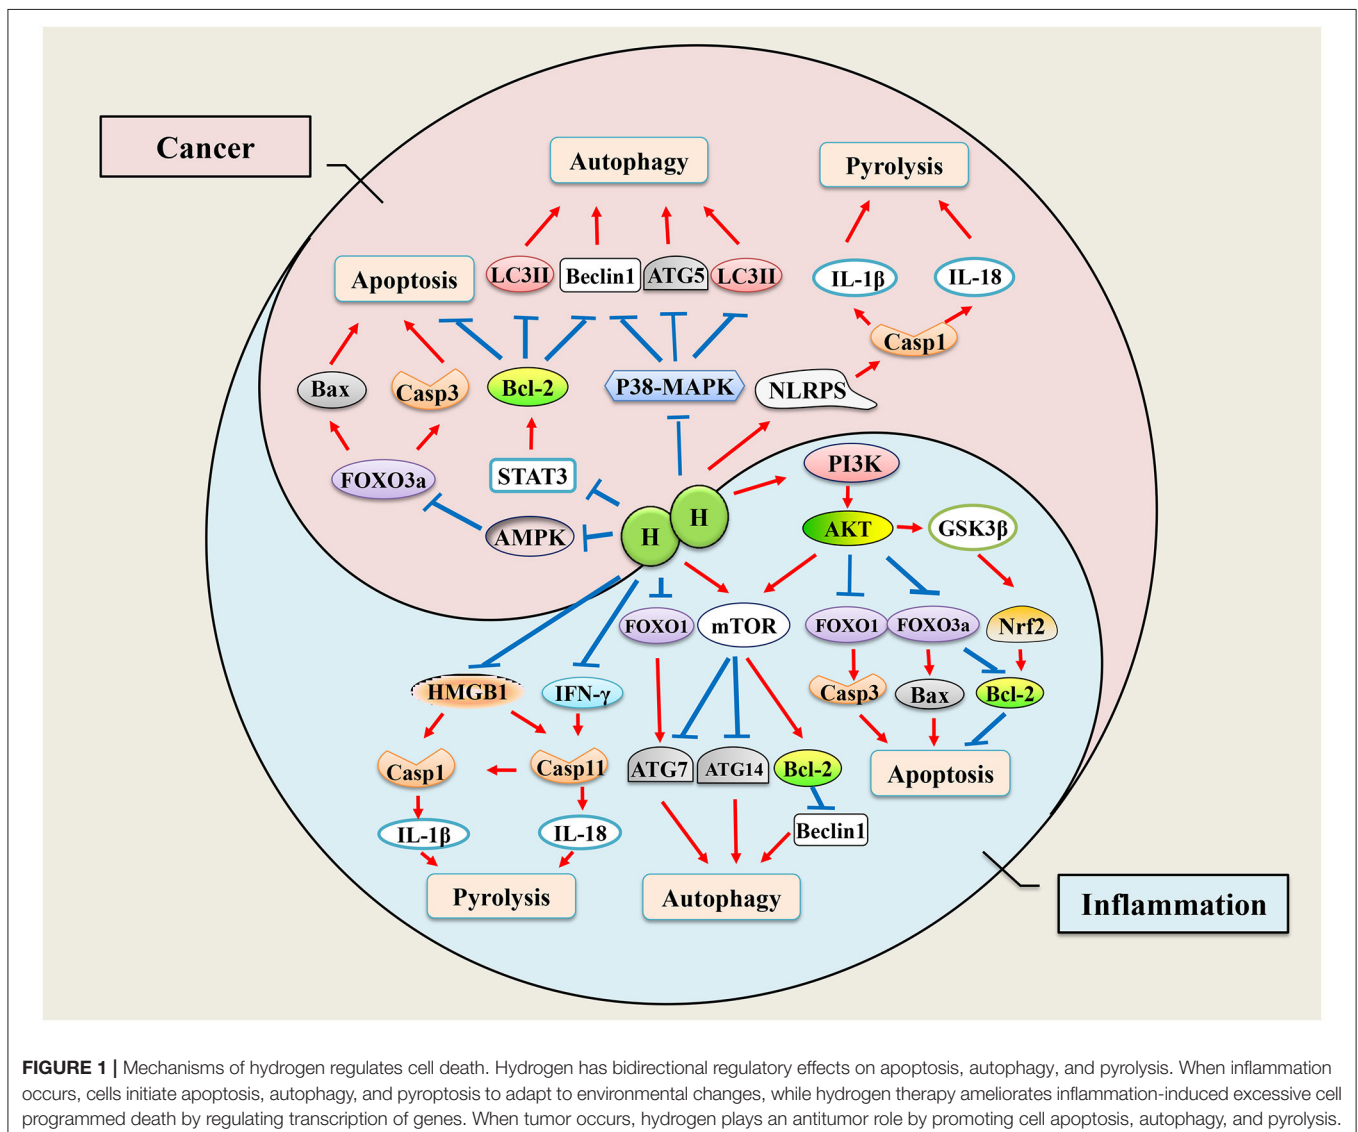 Cancer
Autophagy
Pyrolysis
Apoptosis
LC3II
Beclin1
ATG5
LC3II
IL-1β
IL-18
Casp1
Bax
Casp3
Bcl-2
P38-MAPK
NLRPS
FOXO3a
STAT3
PI3K
AMPK
H
H
AKT
GSK3β
FOXO1
mTOR
FOXO1
FOXO3a
Nrf2
HMGB1
IFN-γ
Casp3
Bax
Bcl-2
Casp1
Casp11
ATG7
ATG14
Bcl-2
Apoptosis
IL-1β
IL-18
Beclin1
Pyrolysis
Autophagy
Inflammation
FIGURE 1 | Mechanisms of hydrogen regulates cell death. Hydrogen has bidirectional regulatory effects on apoptosis, autophagy, and pyrolysis. When inflammation
occurs, cells initiate apoptosis, autophagy, and pyroptosis to adapt to environmental changes, while hydrogen therapy ameliorates inflammation-induced excessive cell
programmed death by regulating transcription of genes. When tumor occurs, hydrogen plays an antitumor role by promoting cell apoptosis, autophagy, and pyrolysis.